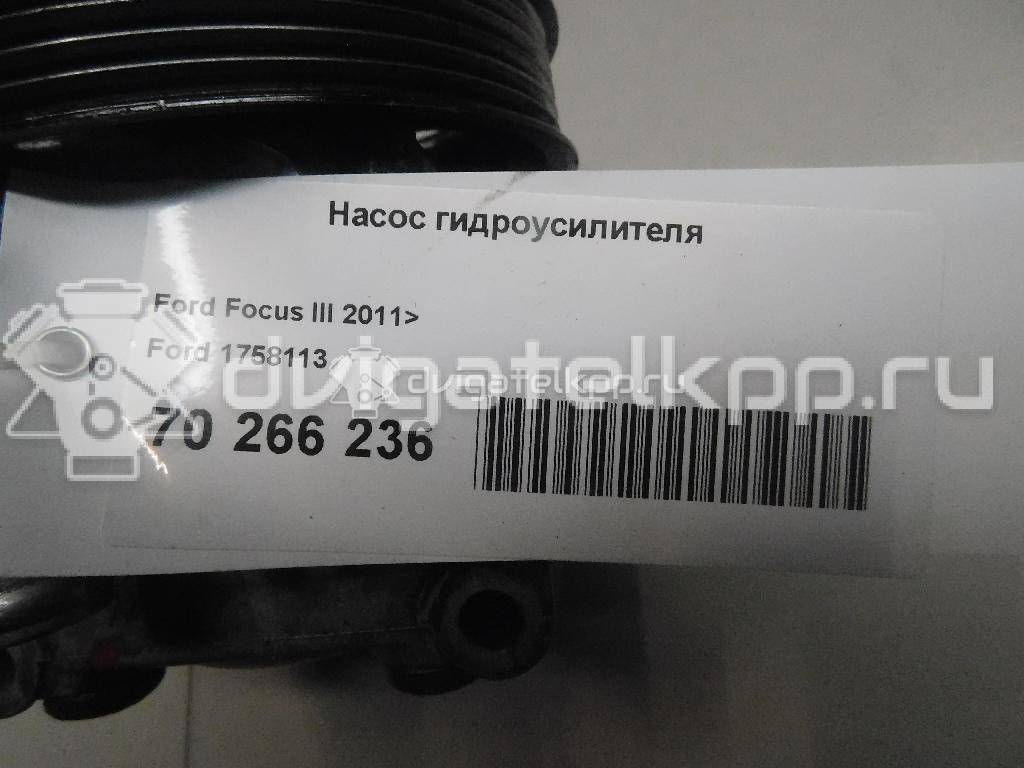 Насос гидроусилителя
Ford Focus III 2011>
Ford 1758113
dvigatelkpp.ru
dvigatelkpp.ru
70 266 236